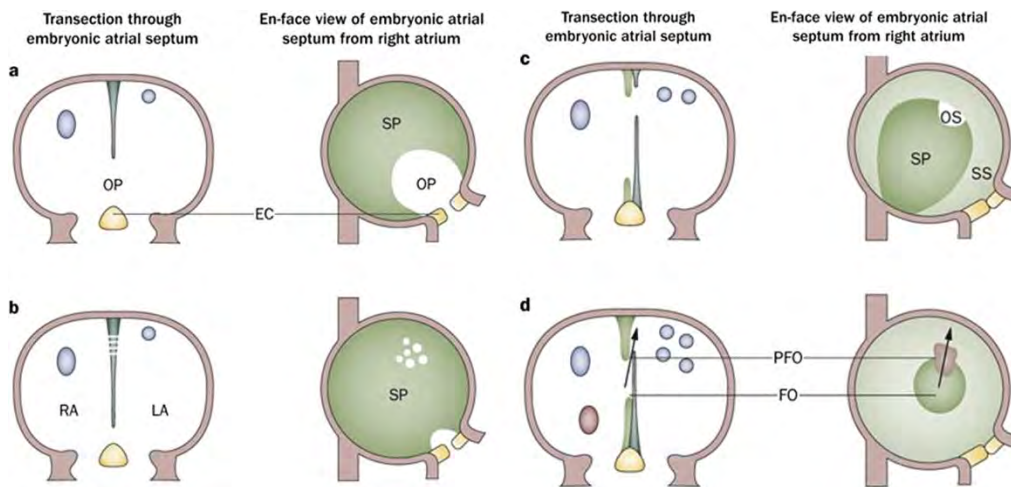 Transection through
embryonic atrial septum
En-face view of embryonic atrial
septum from right atrium
Transection through
embryonic atrial septum
En-face view of embryonic atrial
septum from right atrium
a
OP
EC
SP
OP
c
OS
SP
SS
b
RA
LA
SP
d
PFO
FO